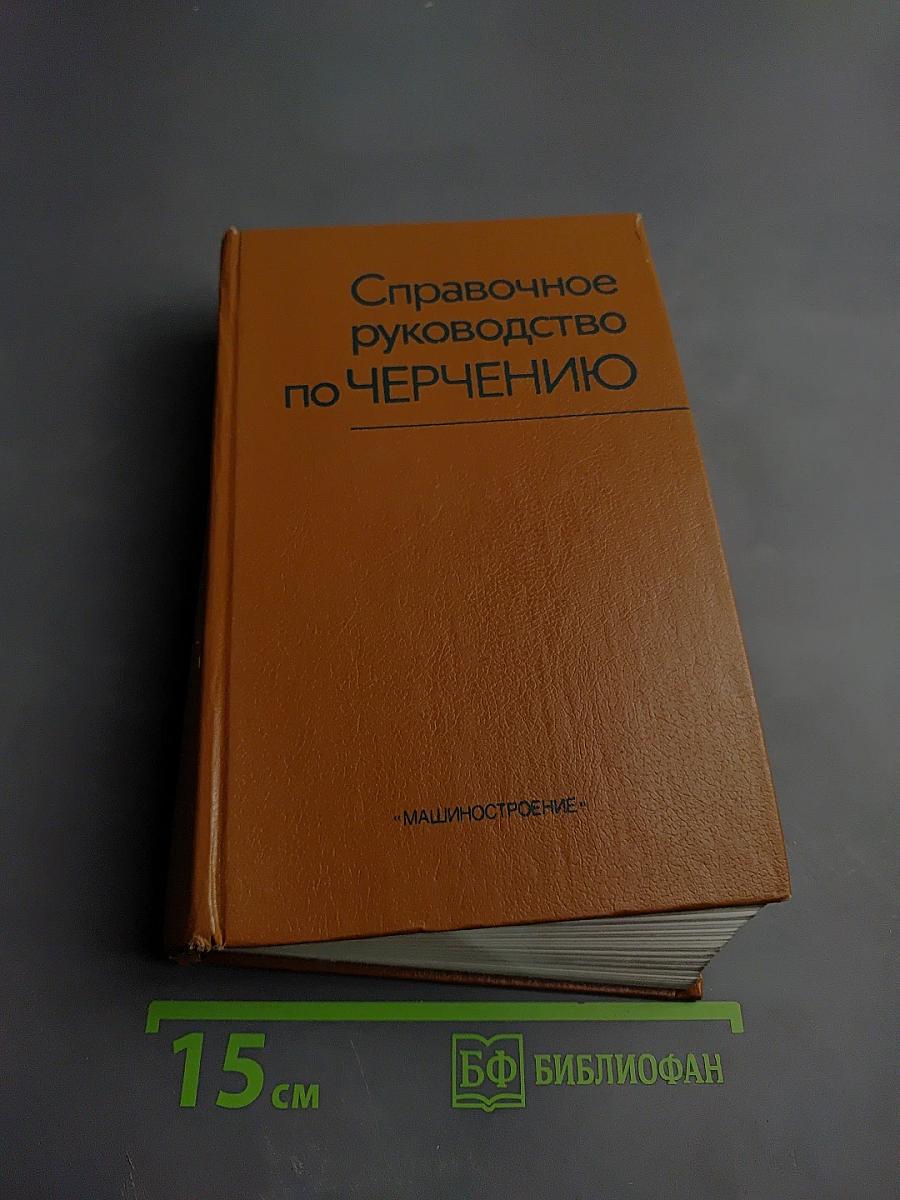 Справочное
руководство
по ЧЕРЧЕНИЮ
«МАШИНОСТРОЕНИЕ»
15 см
БФ БИБЛИОФАН